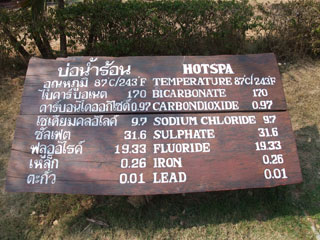 บ่อน้ำร้อน HOTSPA
อุณหภูมิ 87C/243F TEMPERATURE 87C/243F
ไบคาร์บอเนต 170 BICARBONATE 170
คาร์บอนไดออกไซด์ 0.97 CARBONDIOXIDE 0.97
โซเดียมคลอไลด์ 9.7 SODIUM CHLORIDE 9.7
ซัลเฟต 31.6 SULPHATE 31.6
ฟลูออไรด์ 19.33 FLUORIDE 19.33
เหล็ก 0.26 IRON 0.26
ตะกั่ว 0.01 LEAD 0.01